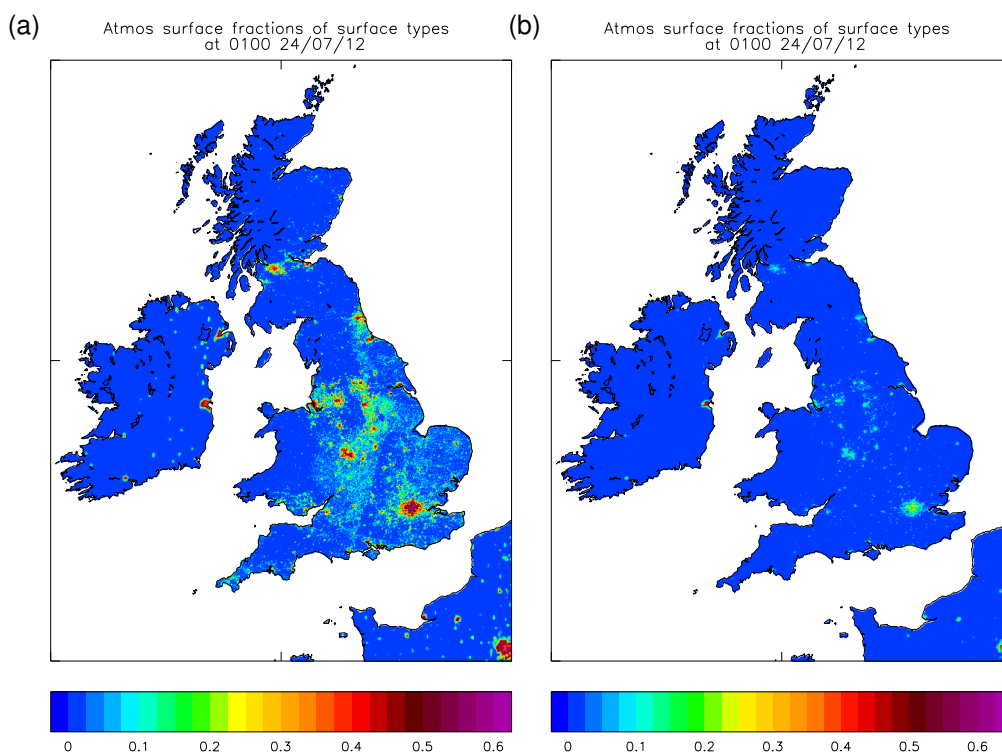 (a)
Atmos surface fractions of surface types
at 0100 24/07/12
0 0.1 0.2 0.3 0.4 0.5 0.6
(b)
Atmos surface fractions of surface types
at 0100 24/07/12
0 0.1 0.2 0.3 0.4 0.5 0.6